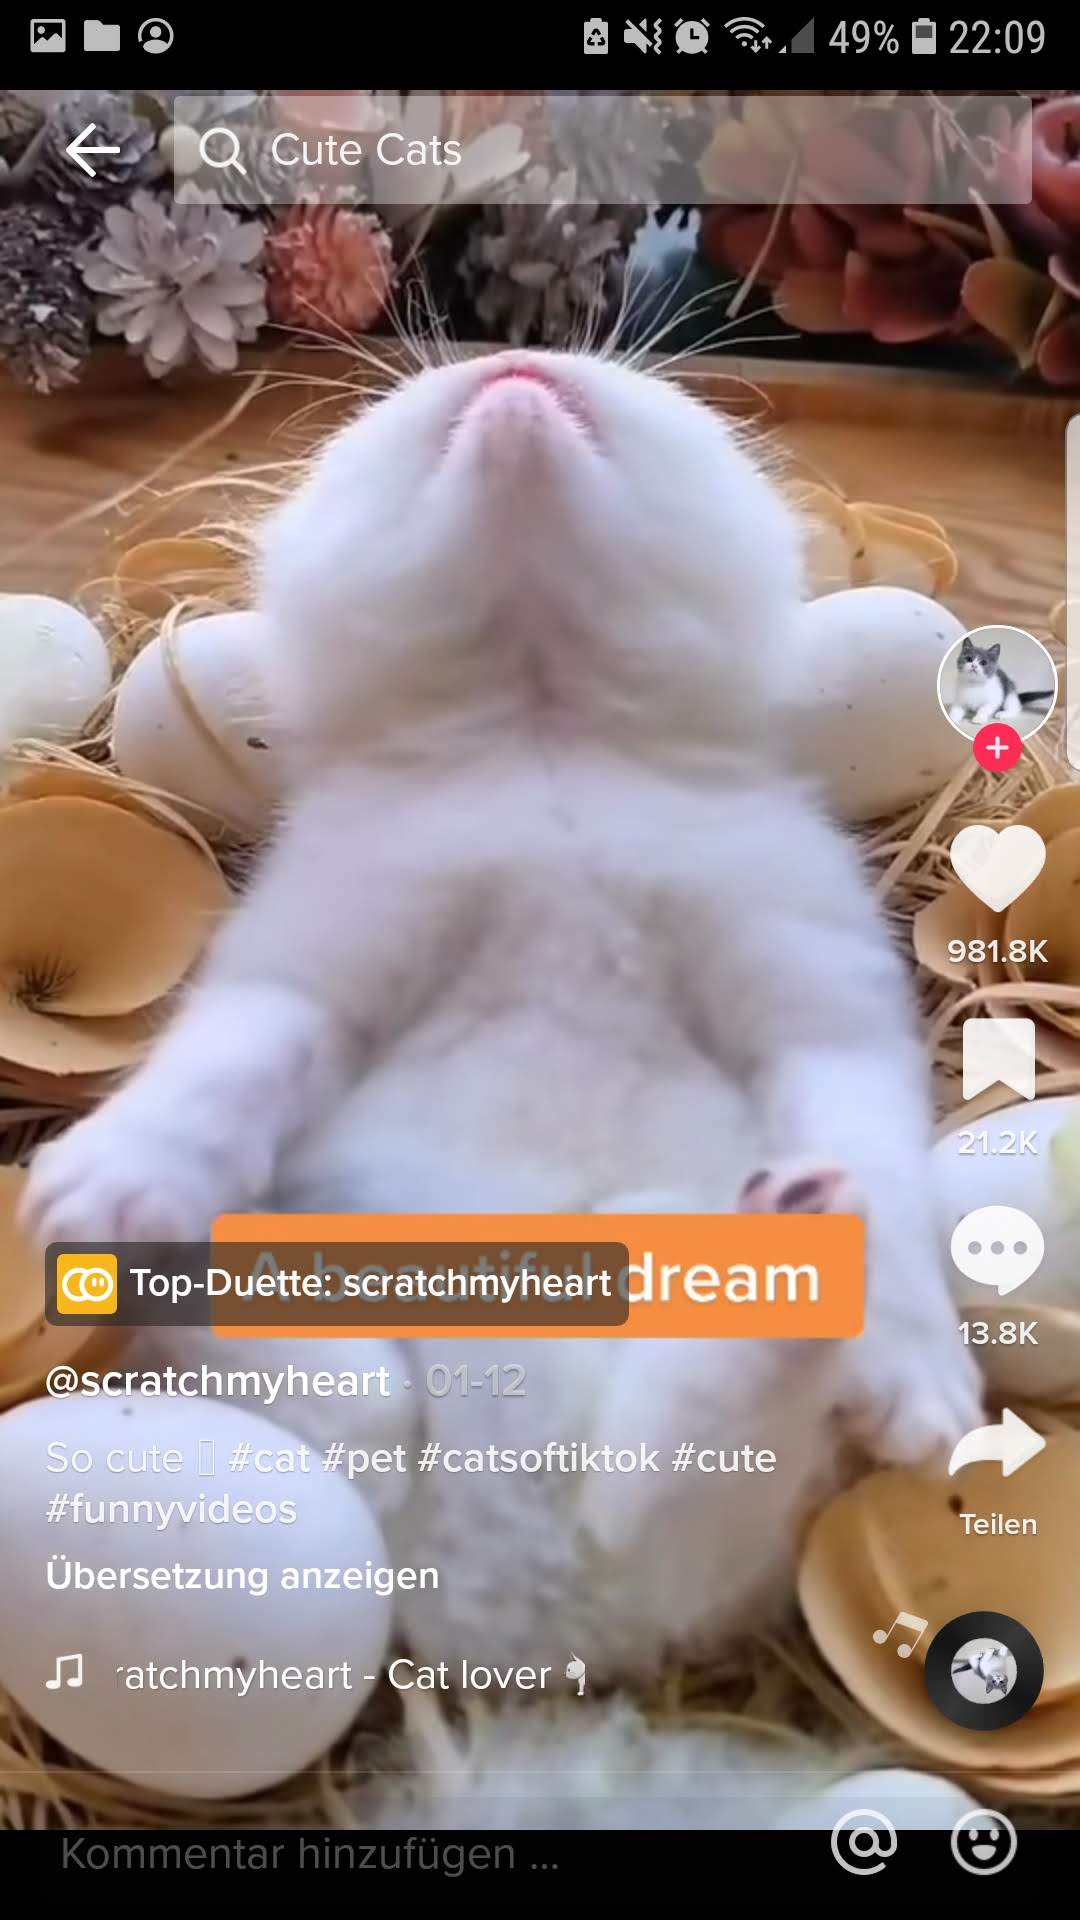 49% 22:09
Cute Cats
981.8K
21.2K
A beautiful dream
Top-Duette: scratchmyheart
13.8K
@scratchmyheart · 01-12
So cute #cat #pet #catsoftiktok #cute
#funnyvideos
Teilen
Übersetzung anzeigen
ratchmyheart - Cat lover
Kommentar hinzufügen ...